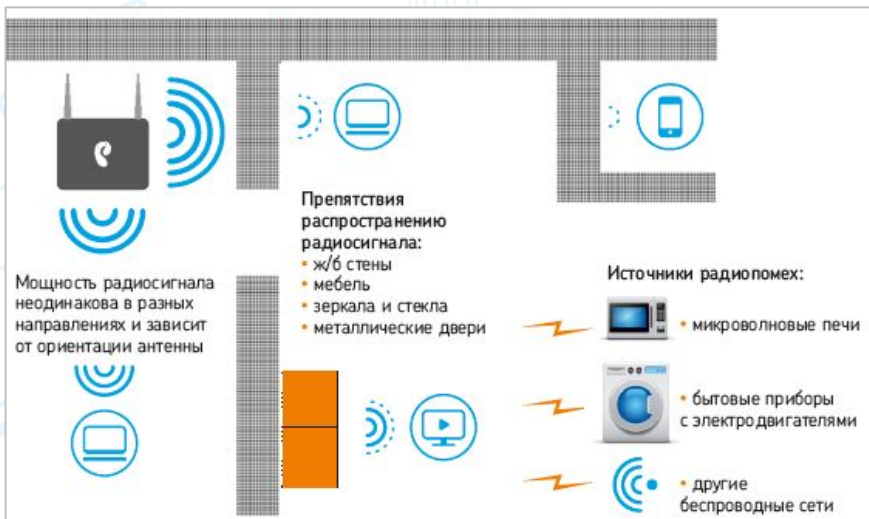 Мощность радиосигнала
неодинакова в разных
направлениях и зависит
от ориентации антенны
Препятствия
распространению
радиосигнала:
• ж/б стены
• мебель
• зеркала и стекла
• металлические двери
Источники радиопомех:
• микроволновые печи
• бытовые приборы
с электродвигателями
• другие
беспроводные сети